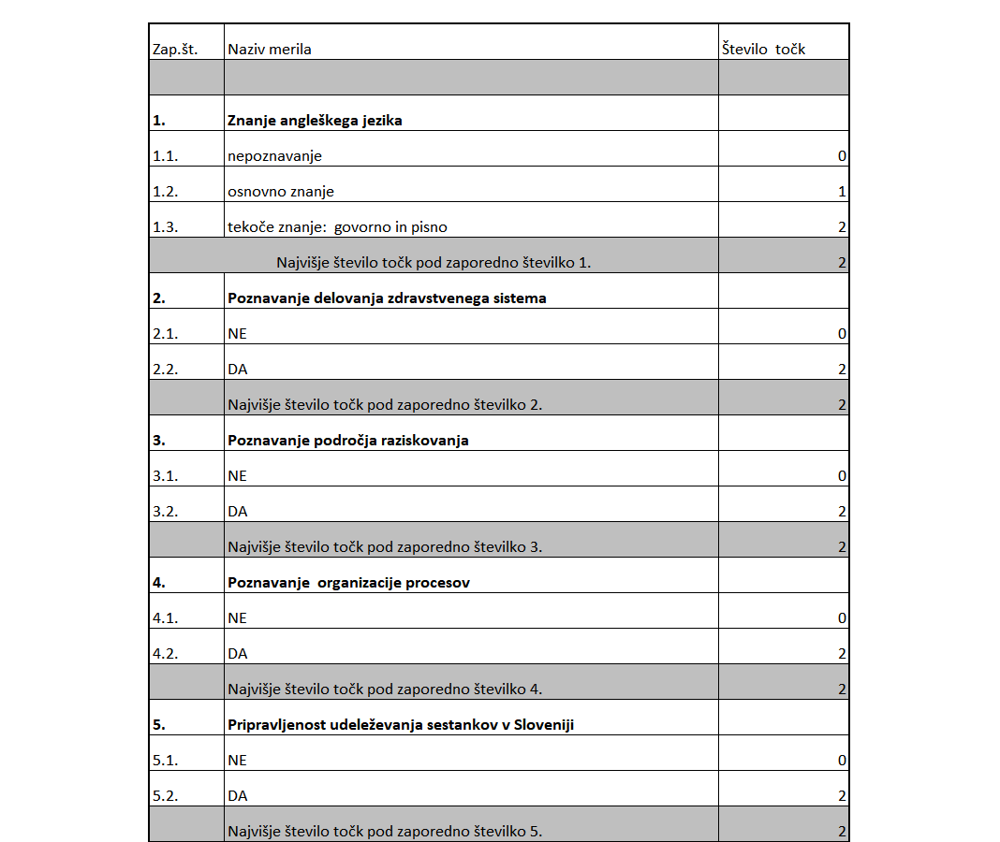 Zap.št. Naziv merila Število  točk
1. Znanje angleškega jezika
1.1. nepoznavanje 0
1.2. osnovno znanje 1
1.3. tekoče znanje:  govorno in pisno 2
Najvišje število točk pod zaporedno številko 1. 2
2. Poznavanje delovanja zdravstvenega sistema
2.1. NE 0
2.2. DA 2
Najvišje število točk pod zaporedno številko 2. 2
3. Poznavanje področja raziskovanja
3.1. NE 0
3.2. DA 2
Najvišje število točk pod zaporedno številko 3. 2
4. Poznavanje  organizacije procesov
4.1. NE 0
4.2. DA 2
Najvišje število točk pod zaporedno številko 4. 2
5. Pripravljenost udeleževanja sestankov v Sloveniji
5.1. NE 0
5.2. DA 2
Najvišje število točk pod zaporedno številko 5. 2